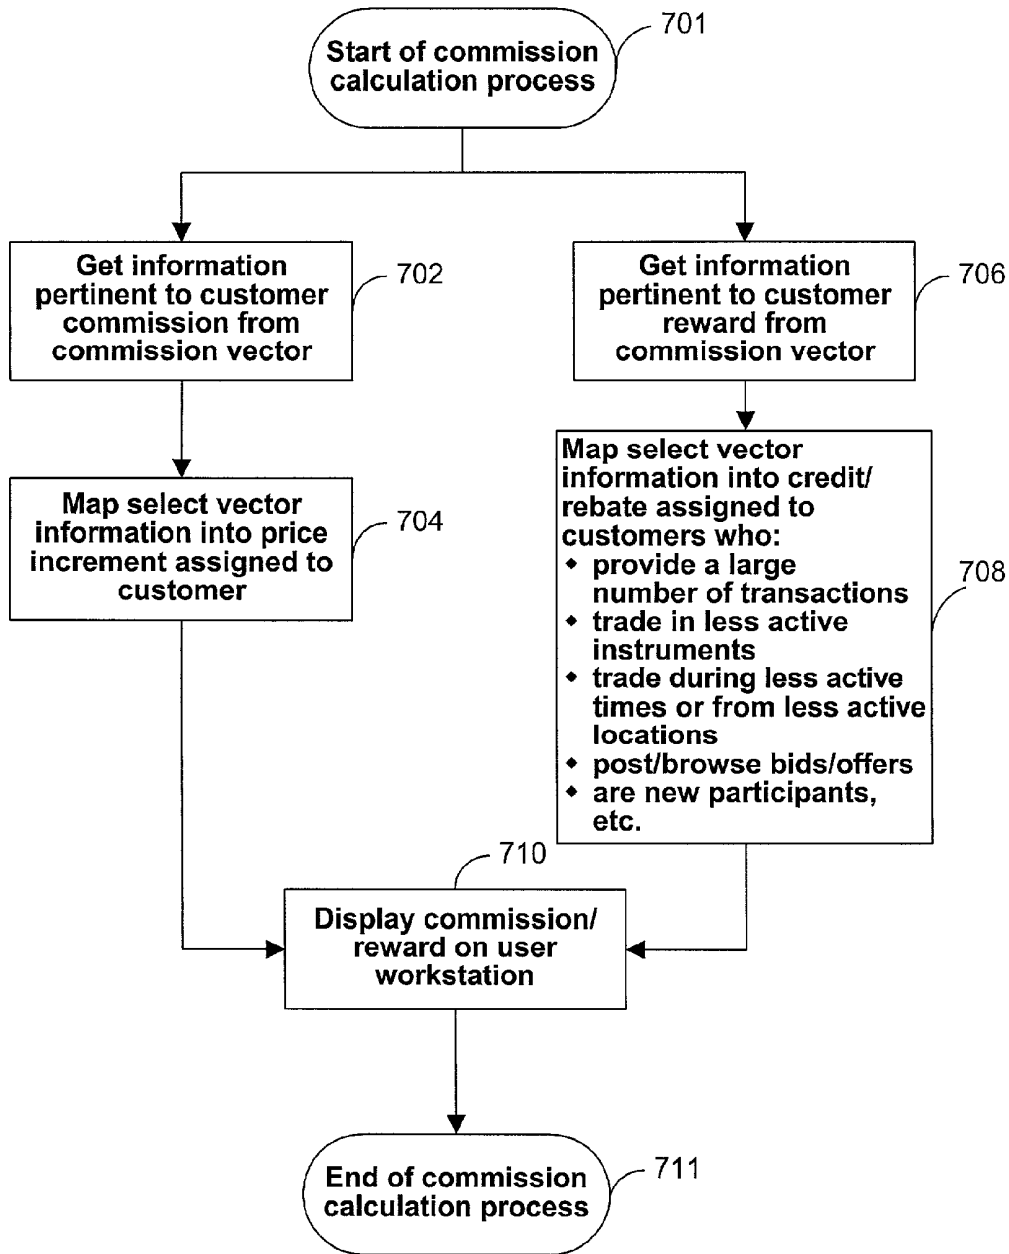 701
Start of commission
calculation process
Get information
pertinent to customer
commission from
commission vector
702
Get information
pertinent to customer
reward from
commission vector
706
Map select vector
information into price
increment assigned to
customer
704
Map select vector
information into credit/
rebate assigned to
customers who:
◆ provide a large
number of transactions
◆ trade in less active
instruments
◆ trade during less active
times or from less active
locations
◆ post/browse bids/offers
◆ are new participants,
etc.
708
710
Display commission/
reward on user
workstation
End of commission
calculation process
711